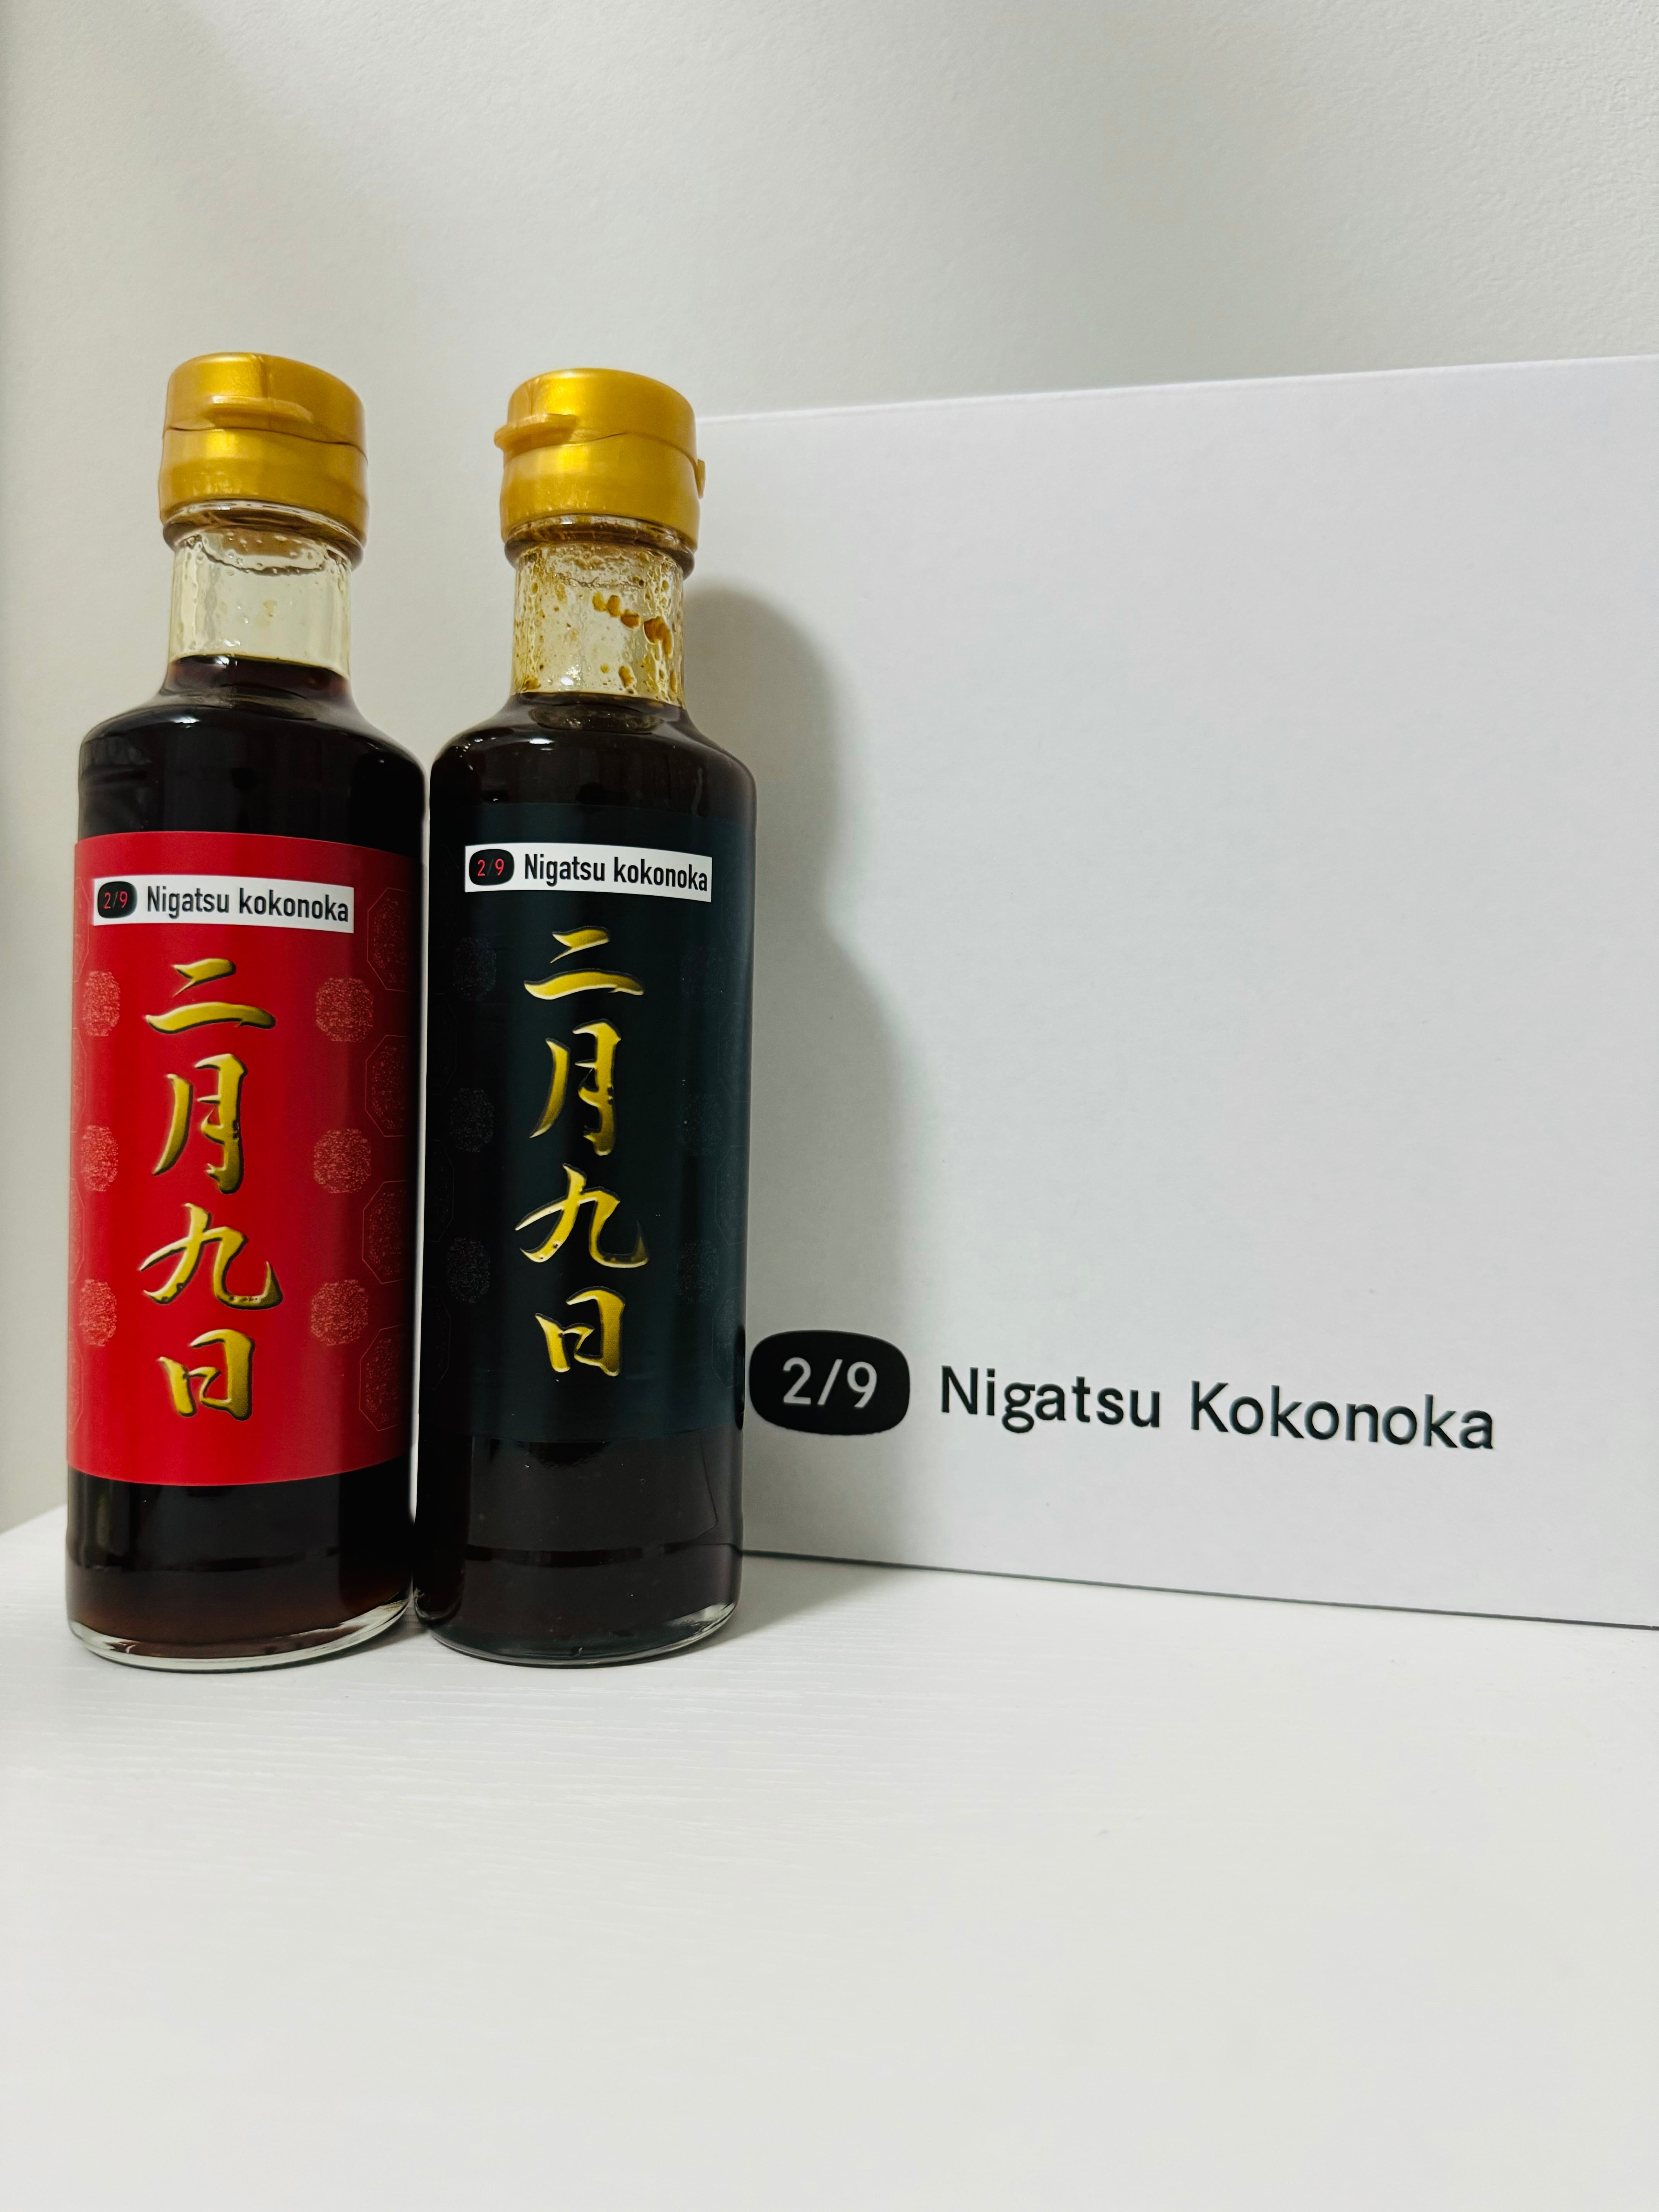 2/9 Nigatsu kokonoka
二月九日
2/9 Nigatsu kokonoka
二月九日
2/9 Nigatsu Kokonoka